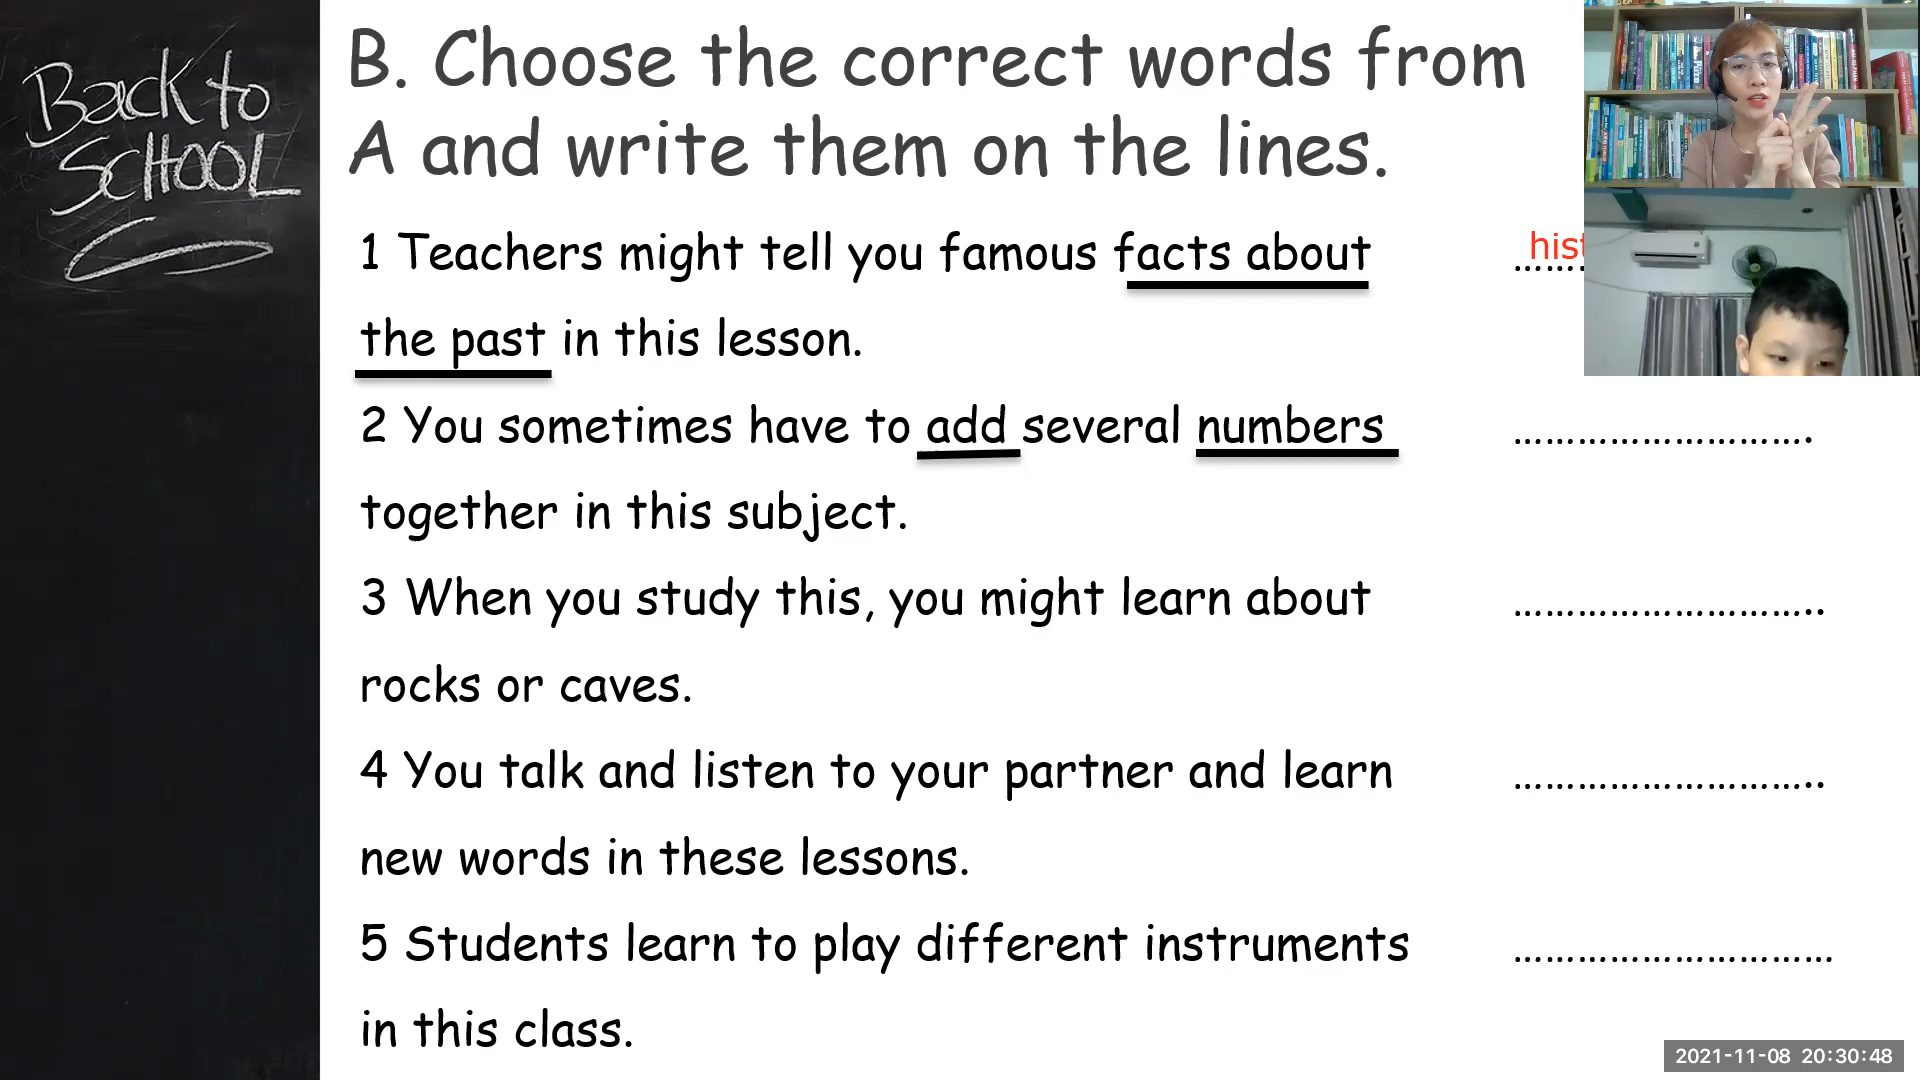 Back to
SCHOOL
B. Choose the correct words from
A and write them on the lines.
1 Teachers might tell you famous facts about
the past in this lesson.
2 You sometimes have to add several numbers
together in this subject.
3 When you study this, you might learn about
rocks or caves.
4 You talk and listen to your partner and learn
new words in these lessons.
5 Students learn to play different instruments
in this class.
2021-11-08 20:30:48